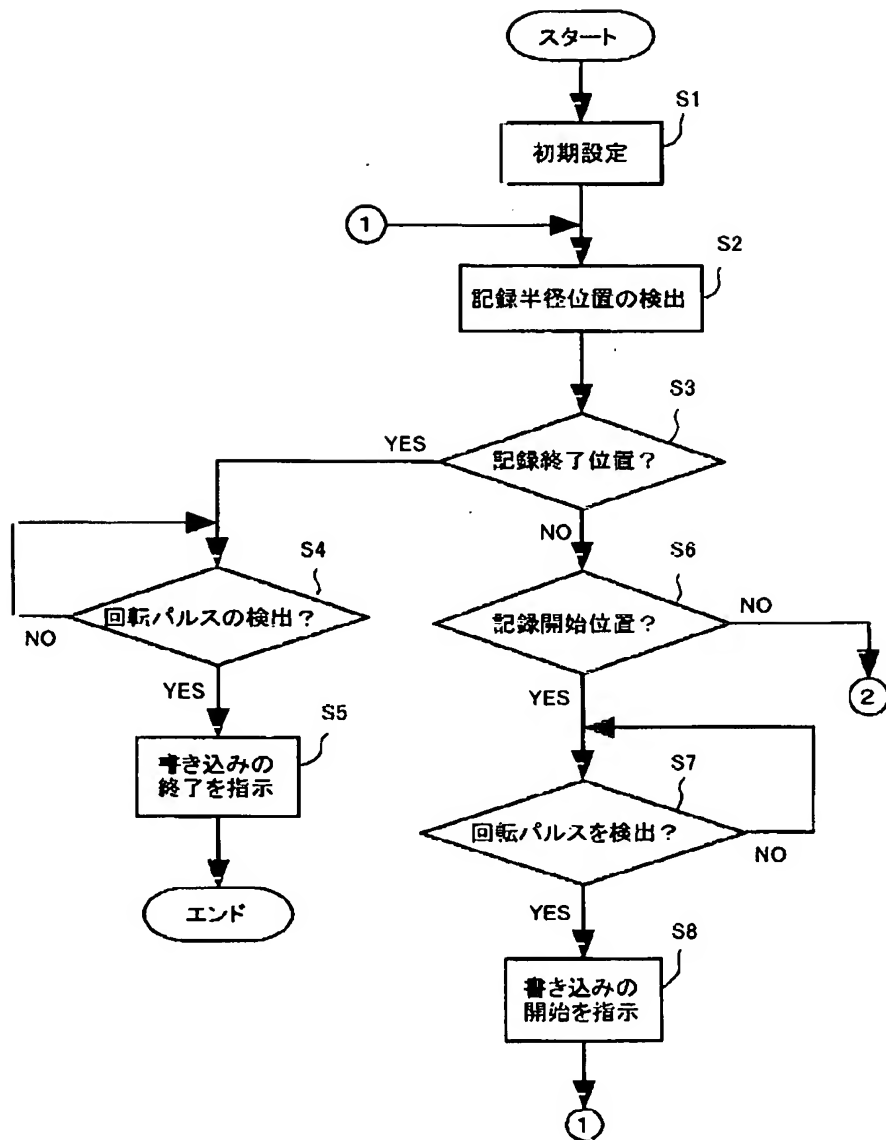 スタート
S1
初期設定
1
S2
記録半径位置の検出
S3
YES
記録終了位置？
NO
S4
S6
回転パルスの検出？
NO
記録開始位置？
NO
YES
YES
2
S5
書き込みの
終了を指示
S7
回転パルスを検出？
NO
エンド
YES
S8
書き込みの
開始を指示
1